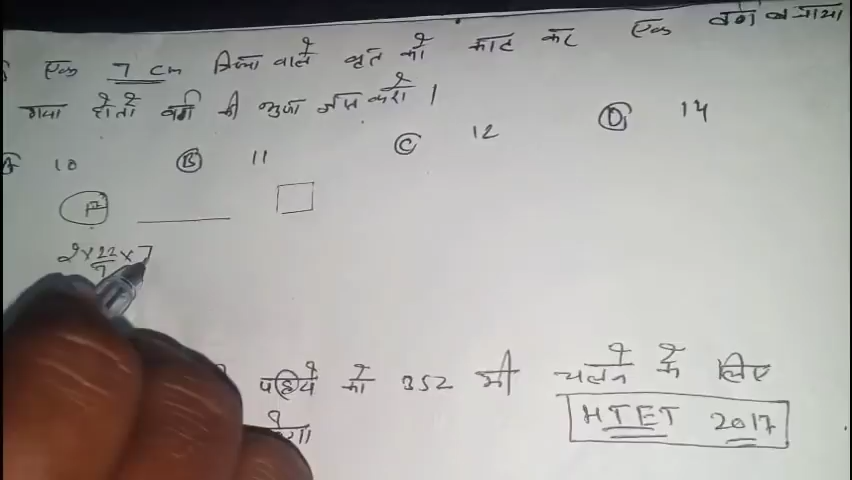 एक 7 cm त्रिज्या वाले वृत को काट कर एक वर्ग बनाया
गया हो तो वर्ग की भुजा ज्ञात करो ।
10 B 11 C 12 D 14
2 × 22/7 × 7
पहिये को 352 मी चलने के लिए
HTET 2017